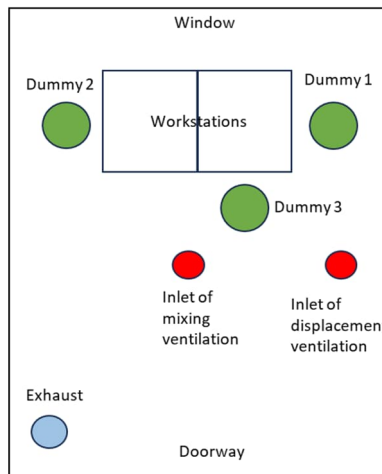 Window
Dummy 2
Dummy 1
Workstations
Dummy 3
Inlet of
mixing
ventilation
Inlet of
displacemen
ventilation
Exhaust
Doorway